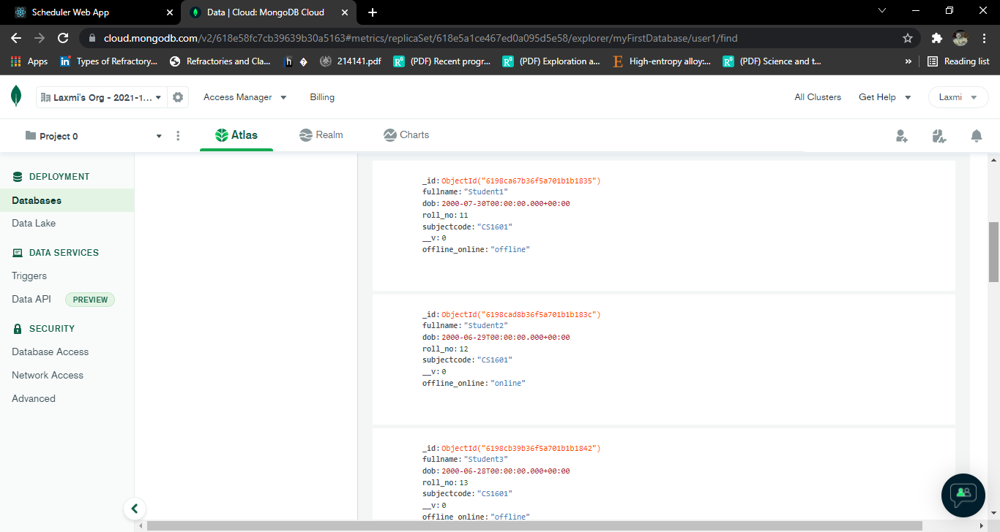 Scheduler Web App
Data | Cloud: MongoDB Cloud
cloud.mongodb.com/v2/618e58fc7cb39639b30a5163#metrics/replicaSet/618e5a1ce467ed0a095d5e58/explorer/myFirstDatabase/user1/find
Apps
in Types of Refractory...
Refractories and Cla...
h
214141.pdf
R⁶ (PDF) Recent progr...
R⁶ (PDF) Exploration a...
E High-entropy alloy:...
R⁶ (PDF) Science and t...
»
Reading list
Laxmi's Org - 2021-1...
Access Manager
Billing
All Clusters
Get Help
Laxmi
Project 0
Atlas
Realm
Charts
DEPLOYMENT
Databases
Data Lake
DATA SERVICES
Triggers
Data API PREVIEW
SECURITY
Database Access
Network Access
Advanced
_id: ObjectId("6198ca67b36f5a701b1b1835")
fullname: "Student1"
dob: 2000-07-30T00:00:00.000+00:00
roll_no: 11
subjectcode: "CS1601"
__v: 0
offline_online: "offline"
_id: ObjectId("6198cad8b36f5a701b1b183c")
fullname: "Student2"
dob: 2000-06-29T00:00:00.000+00:00
roll_no: 12
subjectcode: "CS1601"
__v: 0
offline_online: "online"
_id: ObjectId("6198cb39b36f5a701b1b1842")
fullname: "Student3"
dob: 2000-06-28T00:00:00.000+00:00
roll_no: 13
subjectcode: "CS1601"
__v: 0
offline_online: "offline"